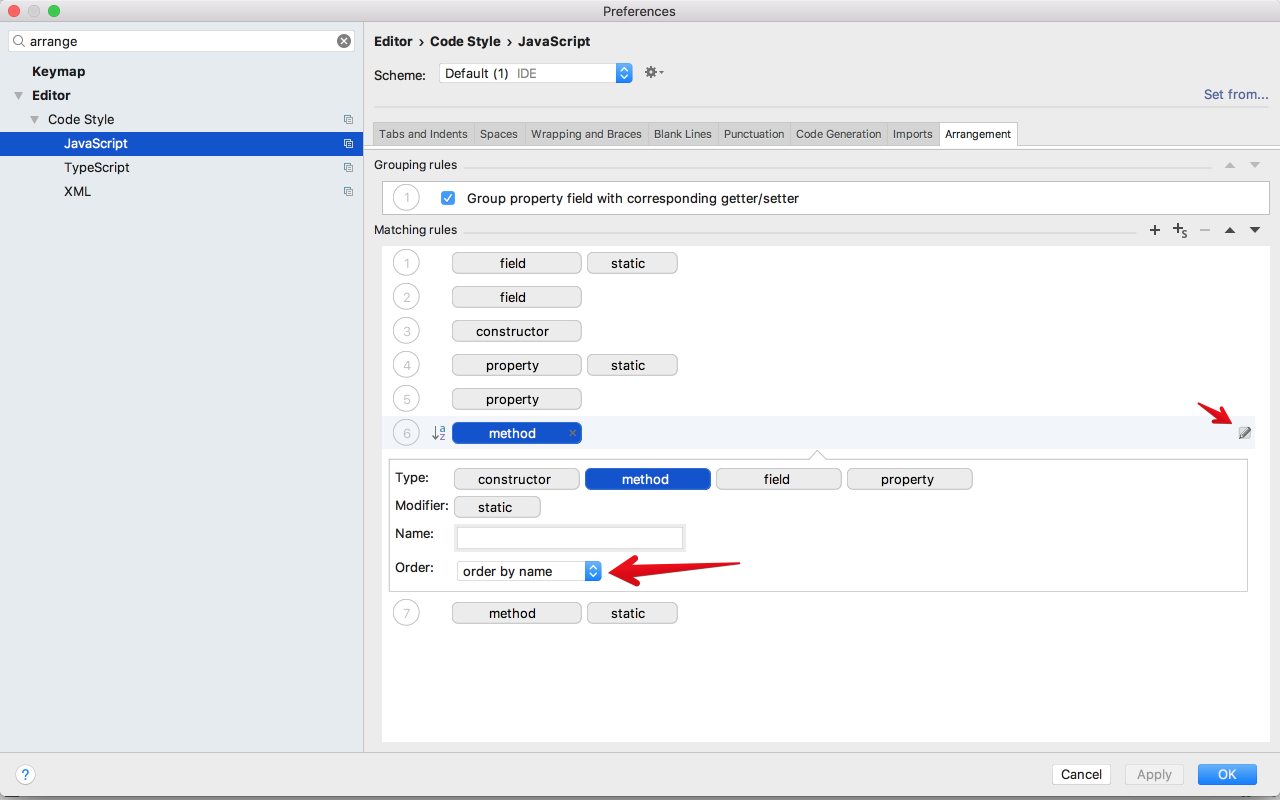 Preferences
arrange
Keymap
Editor
Code Style
JavaScript
TypeScript
XML
Editor › Code Style › JavaScript
Scheme: Default (1) IDE
Set from...
Tabs and Indents Spaces Wrapping and Braces Blank Lines Punctuation Code Generation Imports Arrangement
Grouping rules
1 Group property field with corresponding getter/setter
Matching rules
1 field static
2 field
3 constructor
4 property static
5 property
6 method
Type: constructor method field property
Modifier: static
Name:
Order: order by name
7 method static
? Cancel Apply OK